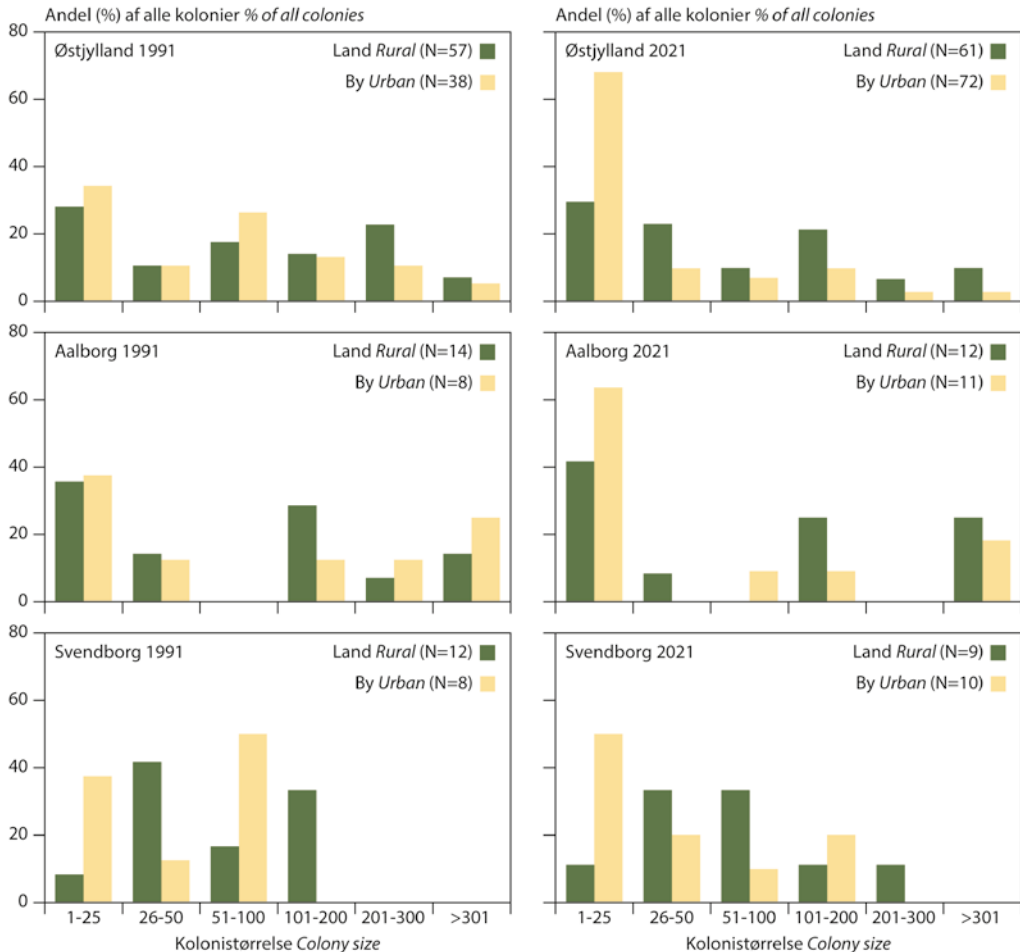 Andel (%) af alle kolonier % of all colonies
80
60
40
20
0
Østjylland 1991
Land Rural (N=57)
By Urban (N=38)
Andel (%) af alle kolonier % of all colonies
Østjylland 2021
Land Rural (N=61)
By Urban (N=72)
80
60
40
20
0
Aalborg 1991
Land Rural (N=14)
By Urban (N=8)
Aalborg 2021
Land Rural (N=12)
By Urban (N=11)
80
60
40
20
0
Svendborg 1991
Land Rural (N=12)
By Urban (N=8)
1-25 26-50 51-100 101-200 201-300 >301
Kolonistørrelse Colony size
Svendborg 2021
Land Rural (N=9)
By Urban (N=10)
1-25 26-50 51-100 101-200 201-300 >301
Kolonistørrelse Colony size